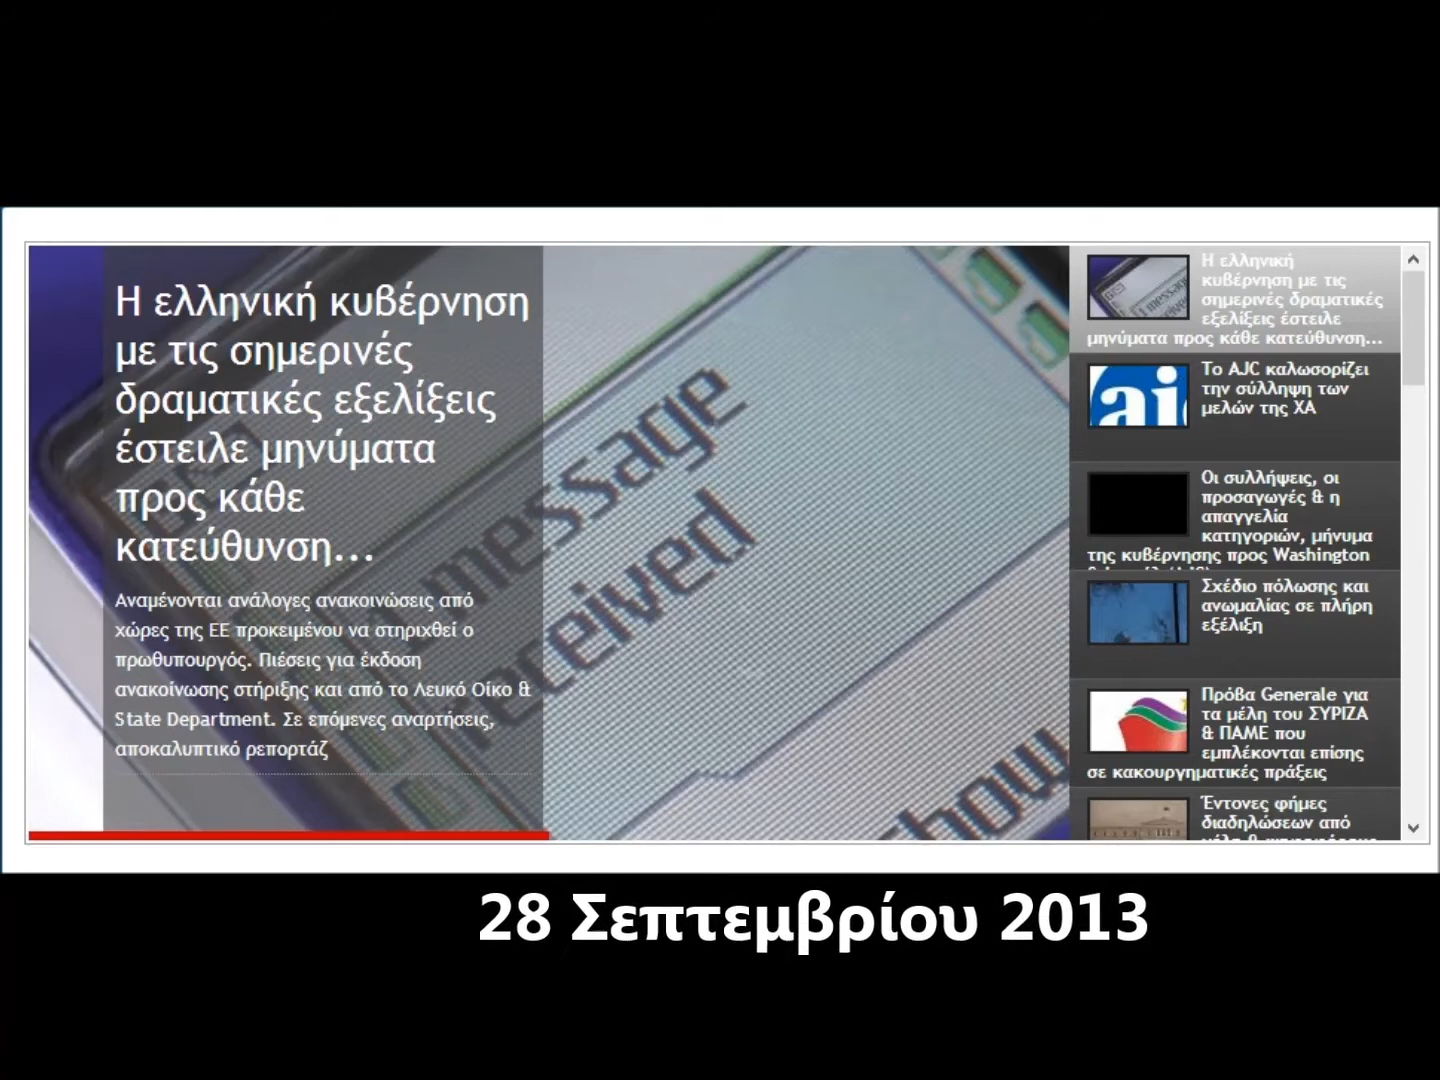 Η ελληνική κυβέρνηση
με τις σημερινές
δραματικές εξελίξεις
έστειλε μηνύματα
προς κάθε
κατεύθυνση...
Αναμένονται ανάλογες ανακοινώσεις από
χώρες της ΕΕ προκειμένου να στηριχθεί ο
πρωθυπουργός. Πιέσεις για έκδοση
ανακοίνωσης στήριξης και από το Λευκό Οίκο &
State Department. Σε επόμενες αναρτήσεις,
αποκαλυπτικό ρεπορτάζ
message
received
show
Η ελληνική
κυβέρνηση με τις
σημερινές δραματικές
εξελίξεις έστειλε
μηνύματα προς κάθε κατεύθυνση...
aj
Το AJC καλωσορίζει
την σύλληψη των
μελών της ΧΑ
Οι συλλήψεις, οι
προσαγωγές & η
απαγγελία
κατηγοριών, μήνυμα
της κυβέρνησης προς Washington
Σχέδιο πόλωσης και
ανωμαλίας σε πλήρη
εξέλιξη
Πρόβα Generale για
τα μέλη του ΣΥΡΙΖΑ
& ΠΑΜΕ που
εμπλέκονται επίσης
σε κακουργηματικές πράξεις
Έντονες φήμες
διαδηλώσεων από
28 Σεπτεμβρίου 2013